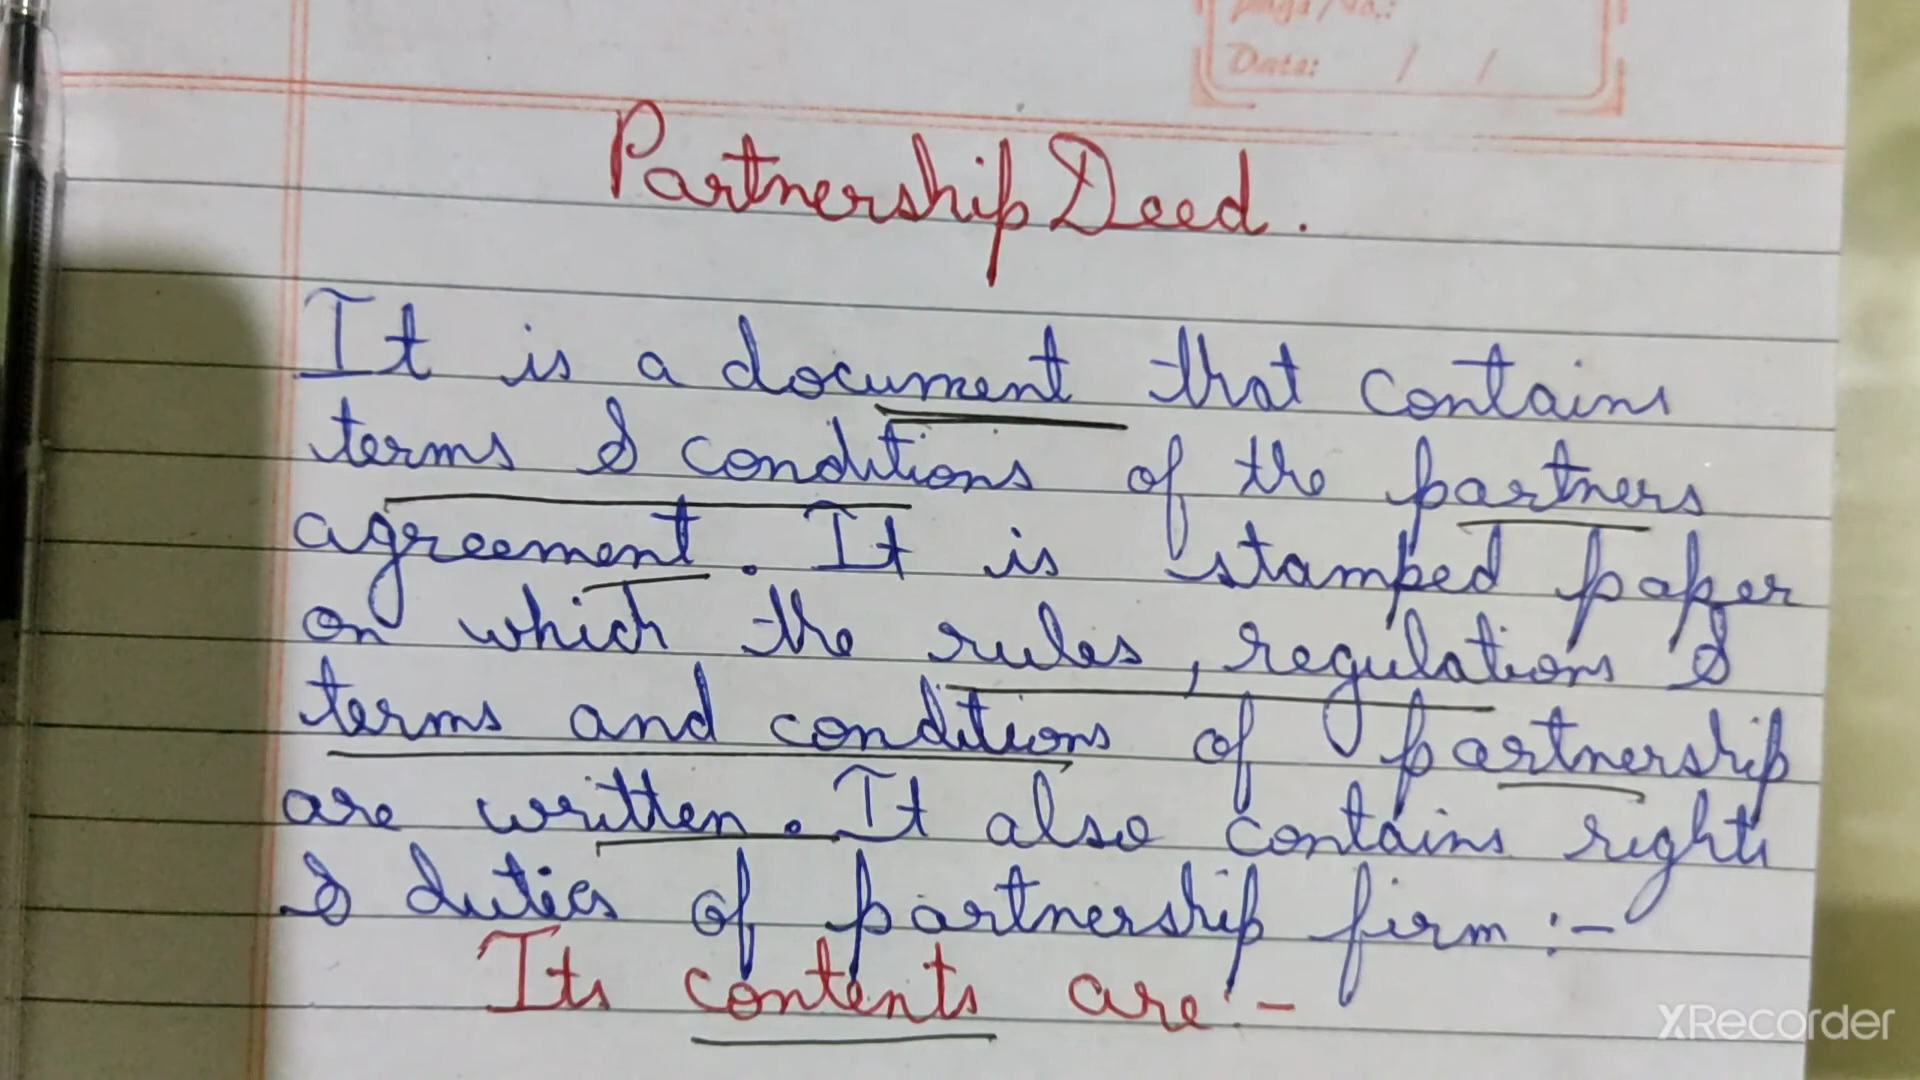 Page/No.:
Date: / /
Partnership Deed.
It is a document that contains
terms & conditions of the partners
agreement. It is stamped paper
on which the rules, regulations &
terms and conditions of partnership
are written. It also contains rights
& duties of partnership firm :-
Its contents are :-
XRecorder